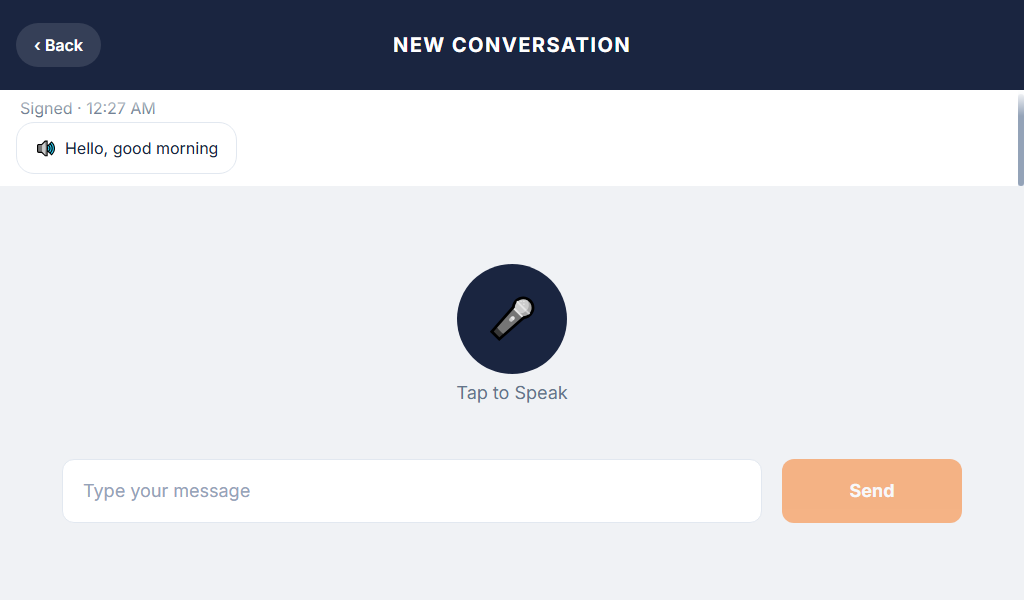 ‹ Back
NEW CONVERSATION
Signed · 12:27 AM
Hello, good morning
Tap to Speak
Type your message
Send